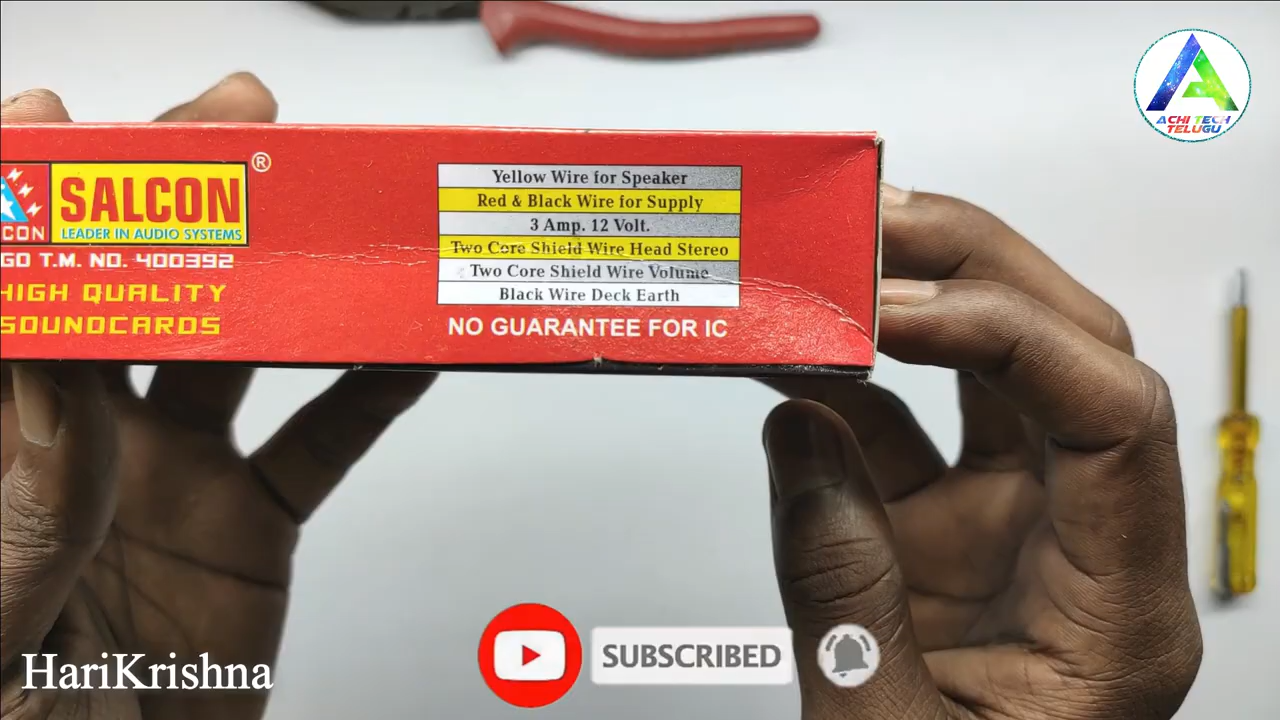 ACHI TECH
TELUGU
SALCON
®
LEADER IN AUDIO SYSTEMS
CON
GO T.M. NO. 400392
HIGH QUALITY
SOUNDCARDS
Yellow Wire for Speaker
Red & Black Wire for Supply
3 Amp. 12 Volt.
Two Core Shield Wire Head Stereo
Two Core Shield Wire Volume
Black Wire Deck Earth
NO GUARANTEE FOR IC
SUBSCRIBED
HariKrishna